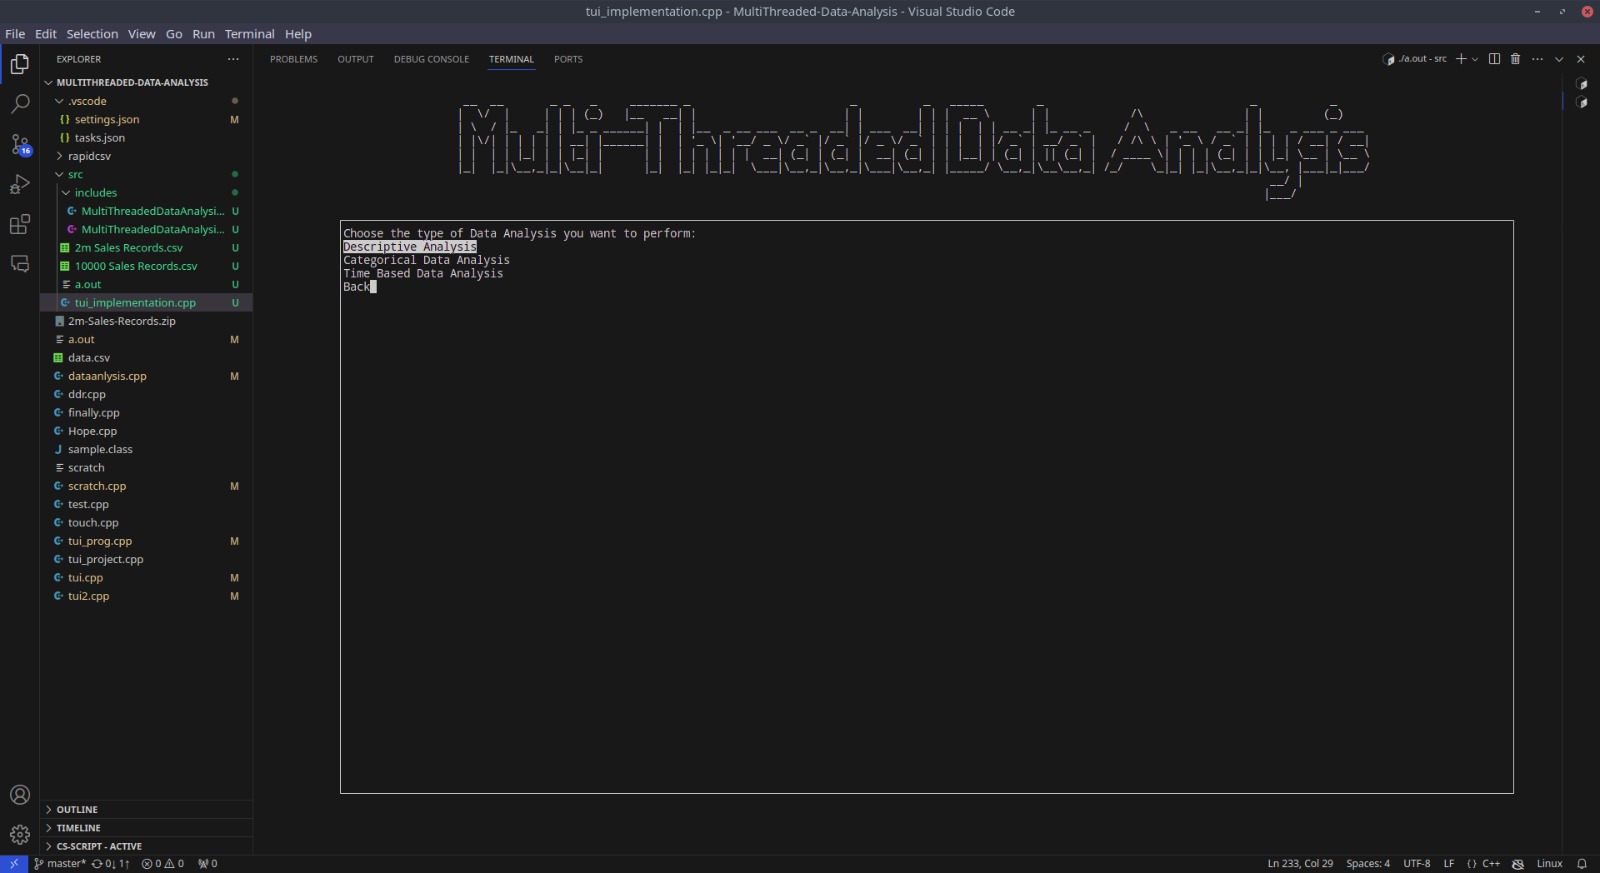 tui_implementation.cpp - MultiThreaded-Data-Analysis - Visual Studio Code
File Edit Selection View Go Run Terminal Help
EXPLORER
MULTITHREADED-DATA-ANALYSIS
.vscode
settings.json M
tasks.json
rapidcsv
src
includes
MultiThreadedDataAnalysi... U
MultiThreadedDataAnalysi... U
2m Sales Records.csv U
10000 Sales Records.csv U
a.out U
tui_implementation.cpp U
2m-Sales-Records.zip
a.out M
data.csv
dataanlysis.cpp M
ddr.cpp
finally.cpp
Hope.cpp
sample.class
scratch
scratch.cpp M
test.cpp
touch.cpp
tui_prog.cpp M
tui_project.cpp
tui.cpp M
tui2.cpp M
OUTLINE
TIMELINE
CS-SCRIPT - ACTIVE
16
PROBLEMS OUTPUT DEBUG CONSOLE TERMINAL PORTS
./a.out - src
Multi-Threaded Data Analysis
Choose the type of Data Analysis you want to perform:
Descriptive Analysis
Categorical Data Analysis
Time Based Data Analysis
Back
master* 0↓ 1↑ 0 0 0
Ln 233, Col 29 Spaces: 4 UTF-8 LF {} C++ Linux